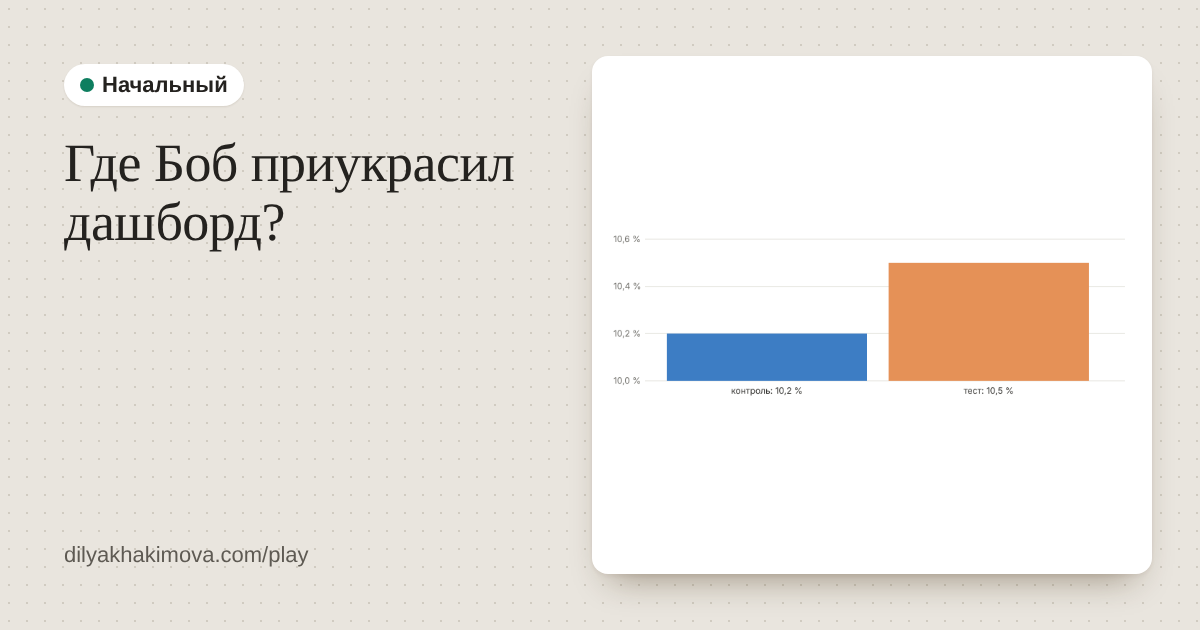 Начальный
Где Боб приукрасил
дашборд?
10,6 %
10,4 %
10,2 %
10,0 %
контроль: 10,2 %
тест: 10,5 %
dilyakhakimova.com/play